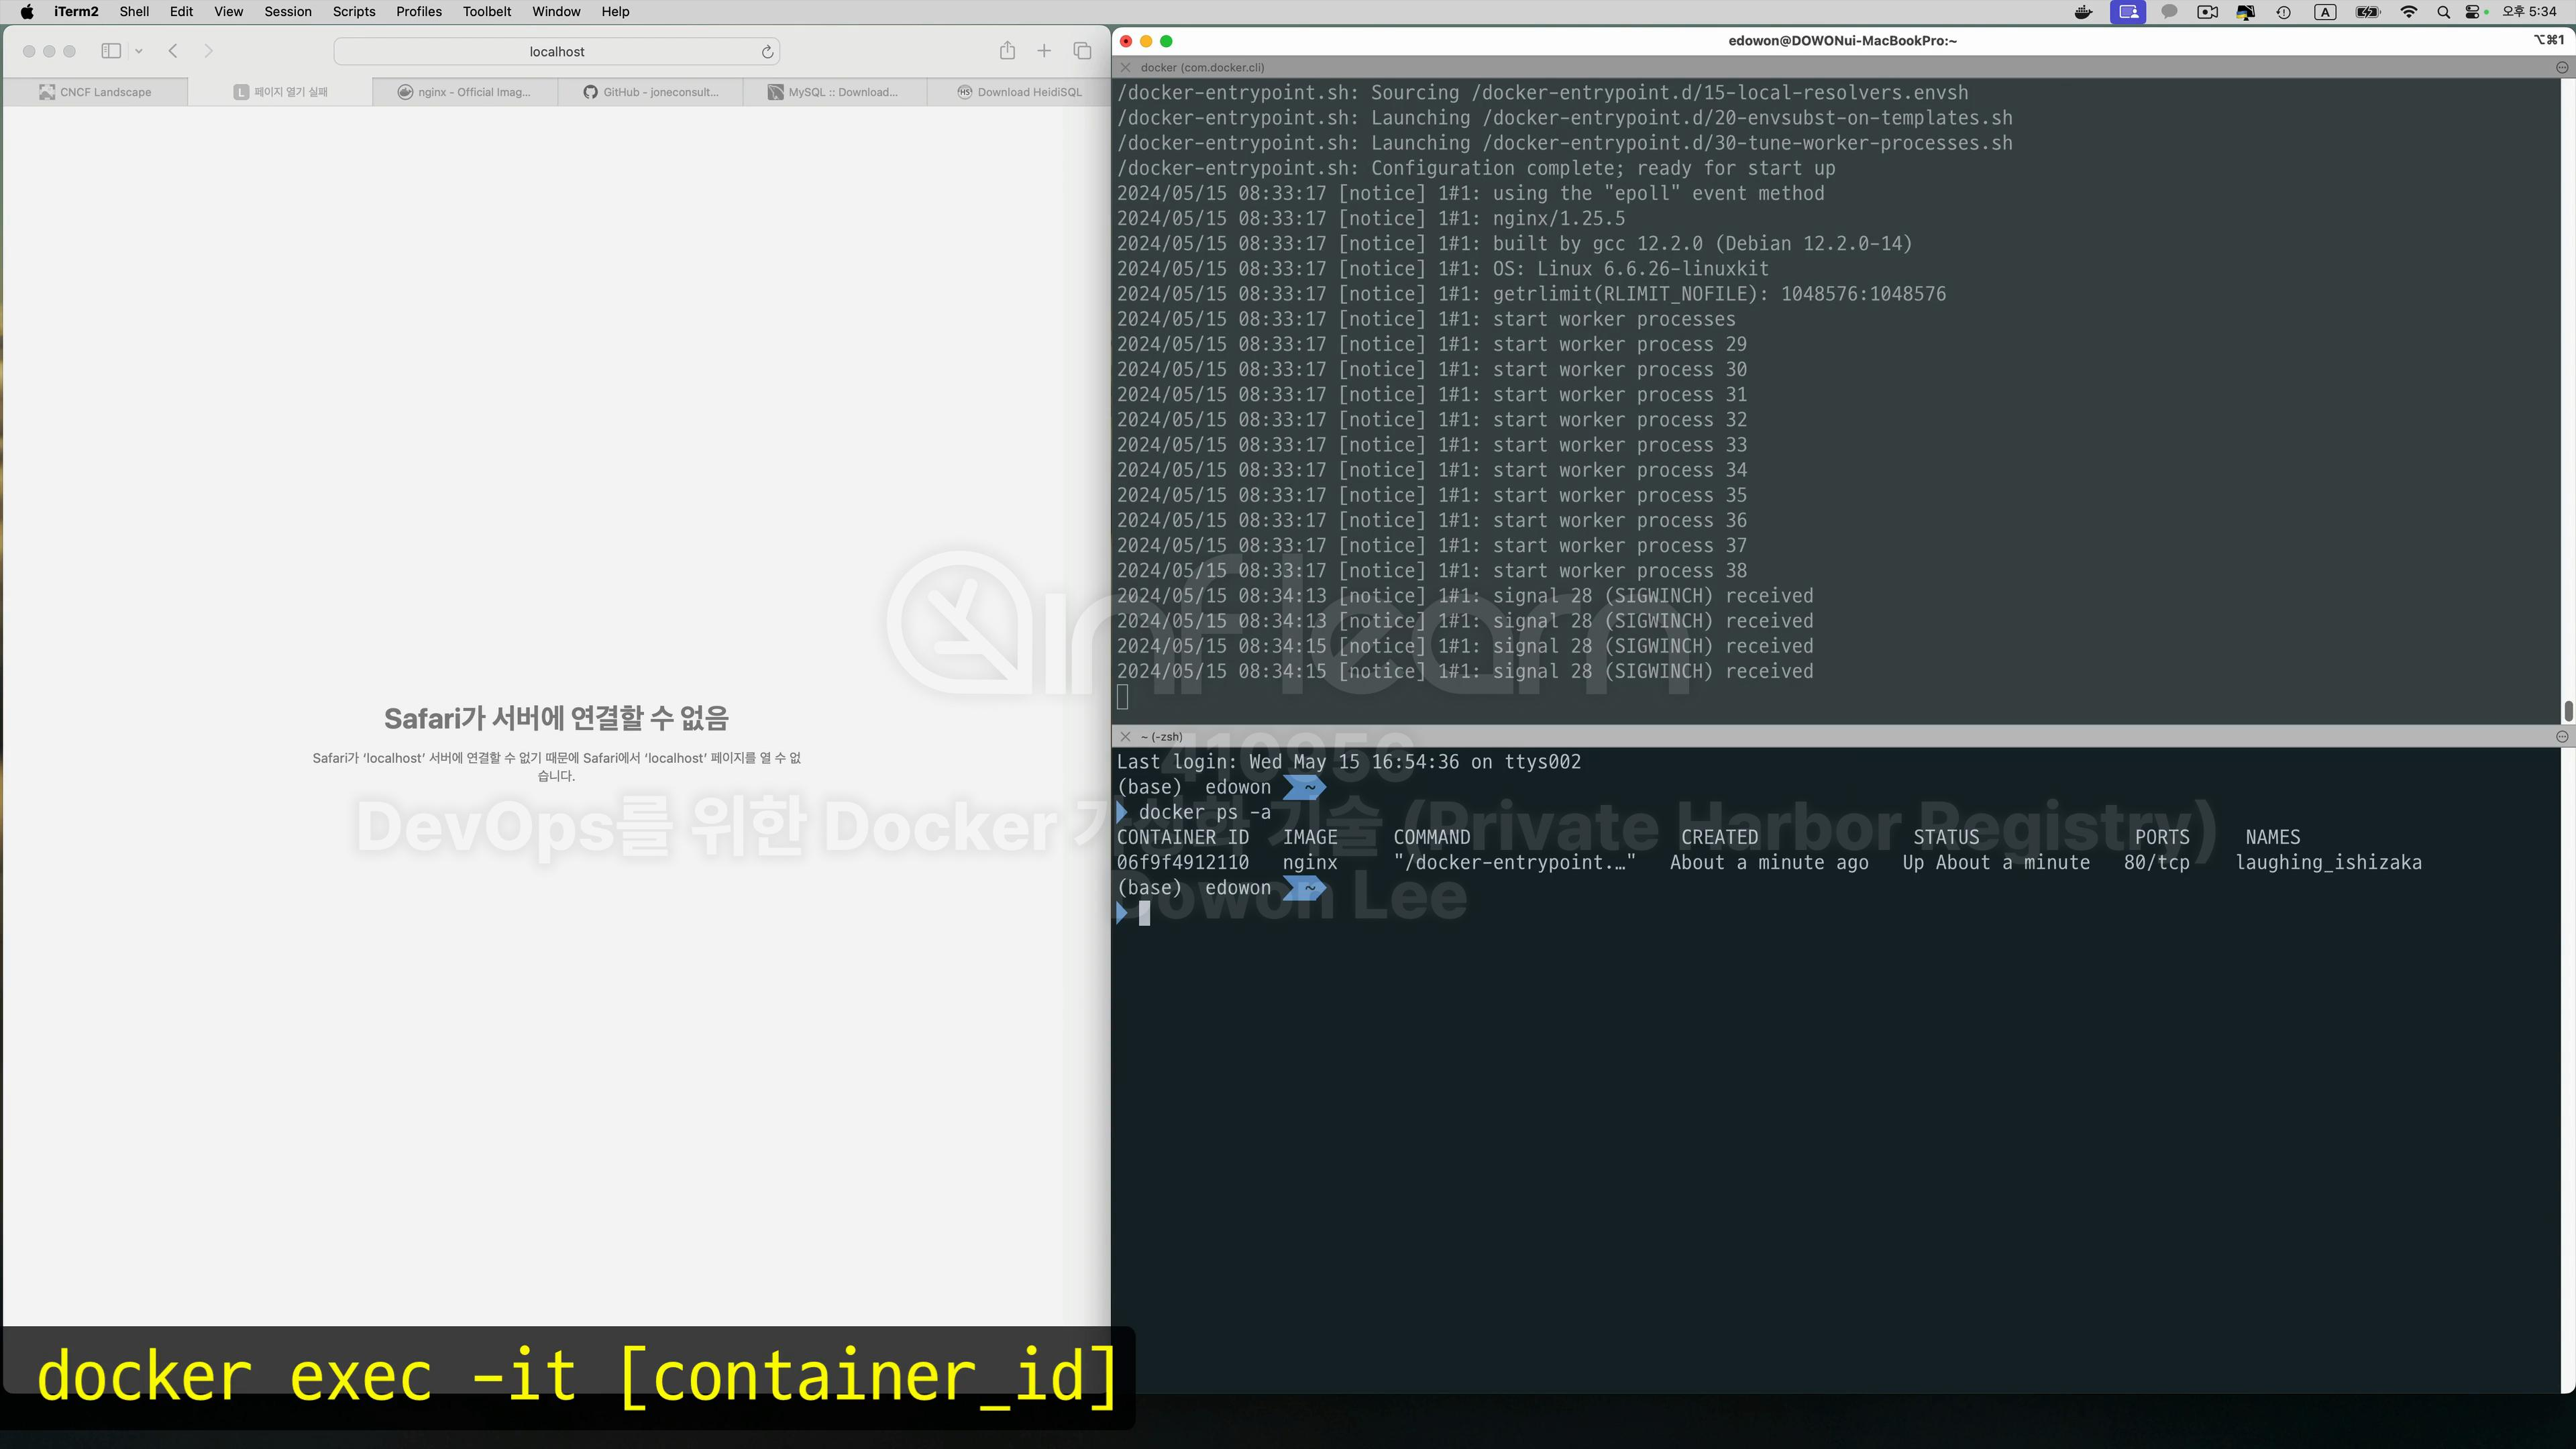 iTerm2 Shell Edit View Session Scripts Profiles Toolbelt Window Help
A 오후 5:34
localhost
CNCF Landscape
L 페이지 열기 실패
nginx - Official Imag...
GitHub - joneconsult...
MySQL :: Download...
HS Download HeidiSQL
Safari가 서버에 연결할 수 없음
Safari가 ‘localhost’ 서버에 연결할 수 없기 때문에 Safari에서 ‘localhost’ 페이지를 열 수 없
습니다.
edowon@DOWONui-MacBookPro:~
⌥⌘1
docker (com.docker.cli)
/docker-entrypoint.sh: Sourcing /docker-entrypoint.d/15-local-resolvers.envsh
/docker-entrypoint.sh: Launching /docker-entrypoint.d/20-envsubst-on-templates.sh
/docker-entrypoint.sh: Launching /docker-entrypoint.d/30-tune-worker-processes.sh
/docker-entrypoint.sh: Configuration complete; ready for start up
2024/05/15 08:33:17 [notice] 1#1: using the "epoll" event method
2024/05/15 08:33:17 [notice] 1#1: nginx/1.25.5
2024/05/15 08:33:17 [notice] 1#1: built by gcc 12.2.0 (Debian 12.2.0-14)
2024/05/15 08:33:17 [notice] 1#1: OS: Linux 6.6.26-linuxkit
2024/05/15 08:33:17 [notice] 1#1: getrlimit(RLIMIT_NOFILE): 1048576:1048576
2024/05/15 08:33:17 [notice] 1#1: start worker processes
2024/05/15 08:33:17 [notice] 1#1: start worker process 29
2024/05/15 08:33:17 [notice] 1#1: start worker process 30
2024/05/15 08:33:17 [notice] 1#1: start worker process 31
2024/05/15 08:33:17 [notice] 1#1: start worker process 32
2024/05/15 08:33:17 [notice] 1#1: start worker process 33
2024/05/15 08:33:17 [notice] 1#1: start worker process 34
2024/05/15 08:33:17 [notice] 1#1: start worker process 35
2024/05/15 08:33:17 [notice] 1#1: start worker process 36
2024/05/15 08:33:17 [notice] 1#1: start worker process 37
2024/05/15 08:33:17 [notice] 1#1: start worker process 38
2024/05/15 08:34:13 [notice] 1#1: signal 28 (SIGWINCH) received
2024/05/15 08:34:13 [notice] 1#1: signal 28 (SIGWINCH) received
2024/05/15 08:34:15 [notice] 1#1: signal 28 (SIGWINCH) received
2024/05/15 08:34:15 [notice] 1#1: signal 28 (SIGWINCH) received
~ (-zsh)
Last login: Wed May 15 16:54:36 on ttys002
(base) edowon ~
docker ps -a
CONTAINER ID IMAGE COMMAND CREATED STATUS PORTS NAMES
06f9f4912110 nginx "/docker-entrypoint.…" About a minute ago Up About a minute 80/tcp laughing_ishizaka
(base) edowon ~
inflearn
410956
DevOps를 위한 Docker 가상화 기술 (Private Harbor Registry)
Dowon Lee
docker exec -it [container_id]